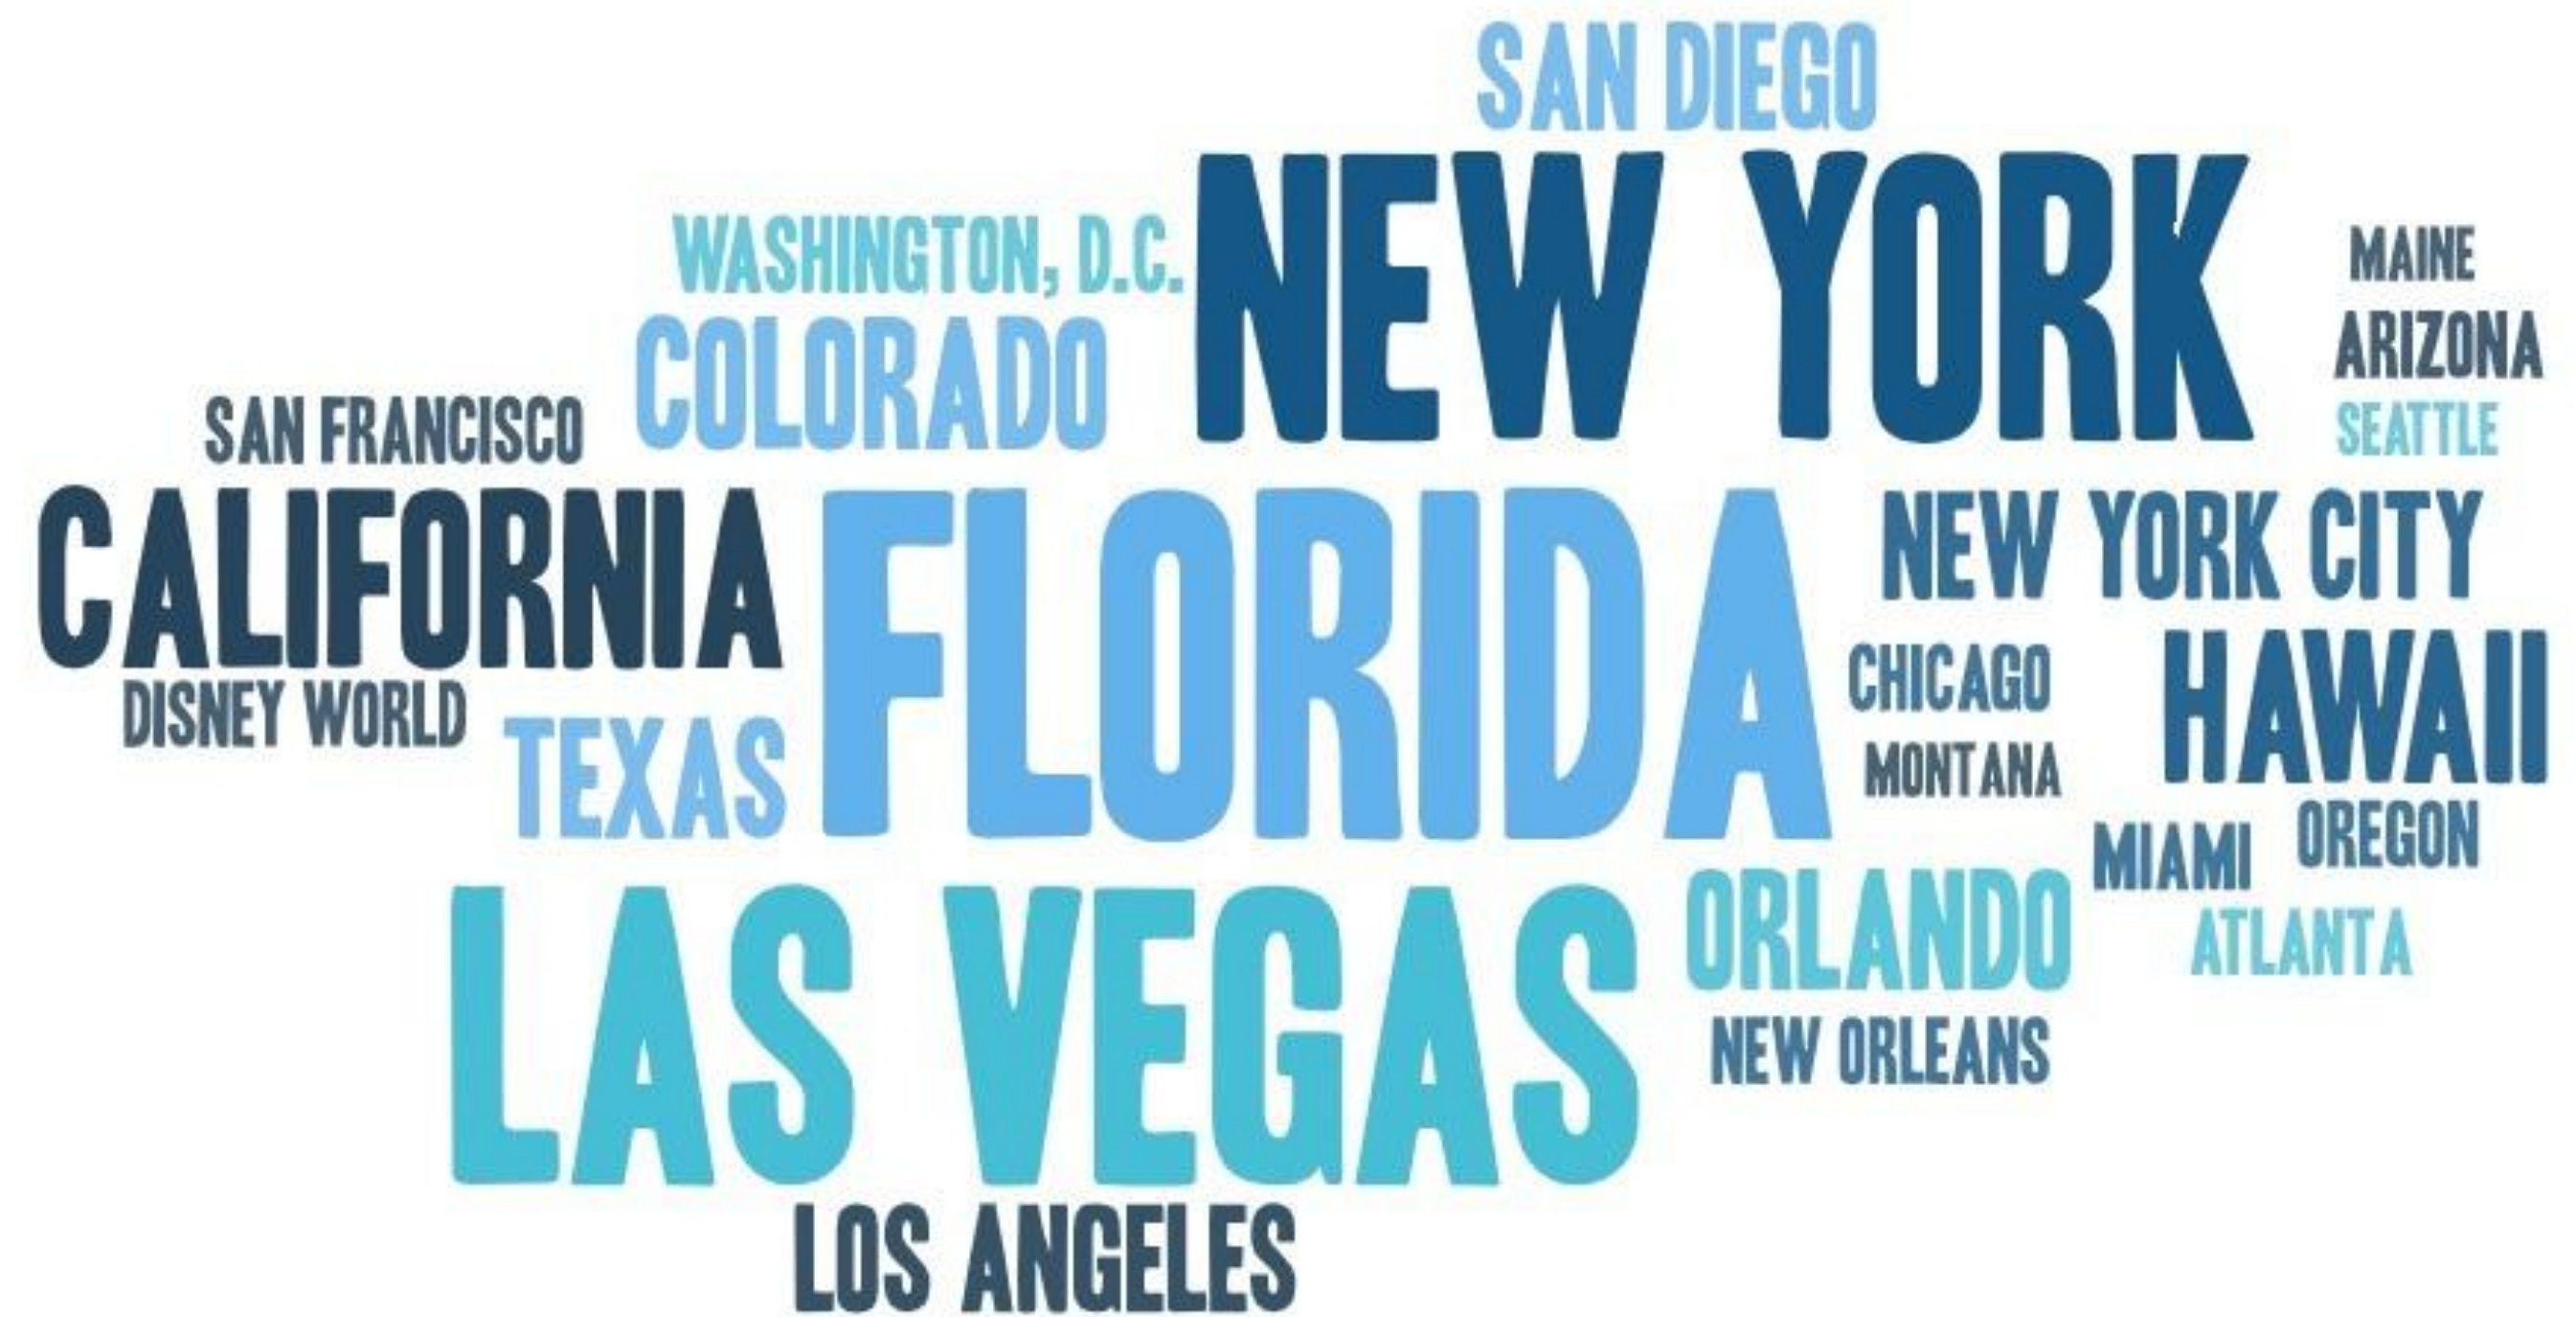 SAN DIEGO
NEW YORK
WASHINGTON, D.C.
MAINE
COLORADO
ARIZONA
SAN FRANCISCO
SEATTLE
CALIFORNIA
FLORIDA
NEW YORK CITY
CHICAGO
HAWAII
DISNEY WORLD
TEXAS
MONTANA
OREGON
MIAMI
ORLANDO
ATLANTA
LAS VEGAS
NEW ORLEANS
LOS ANGELES